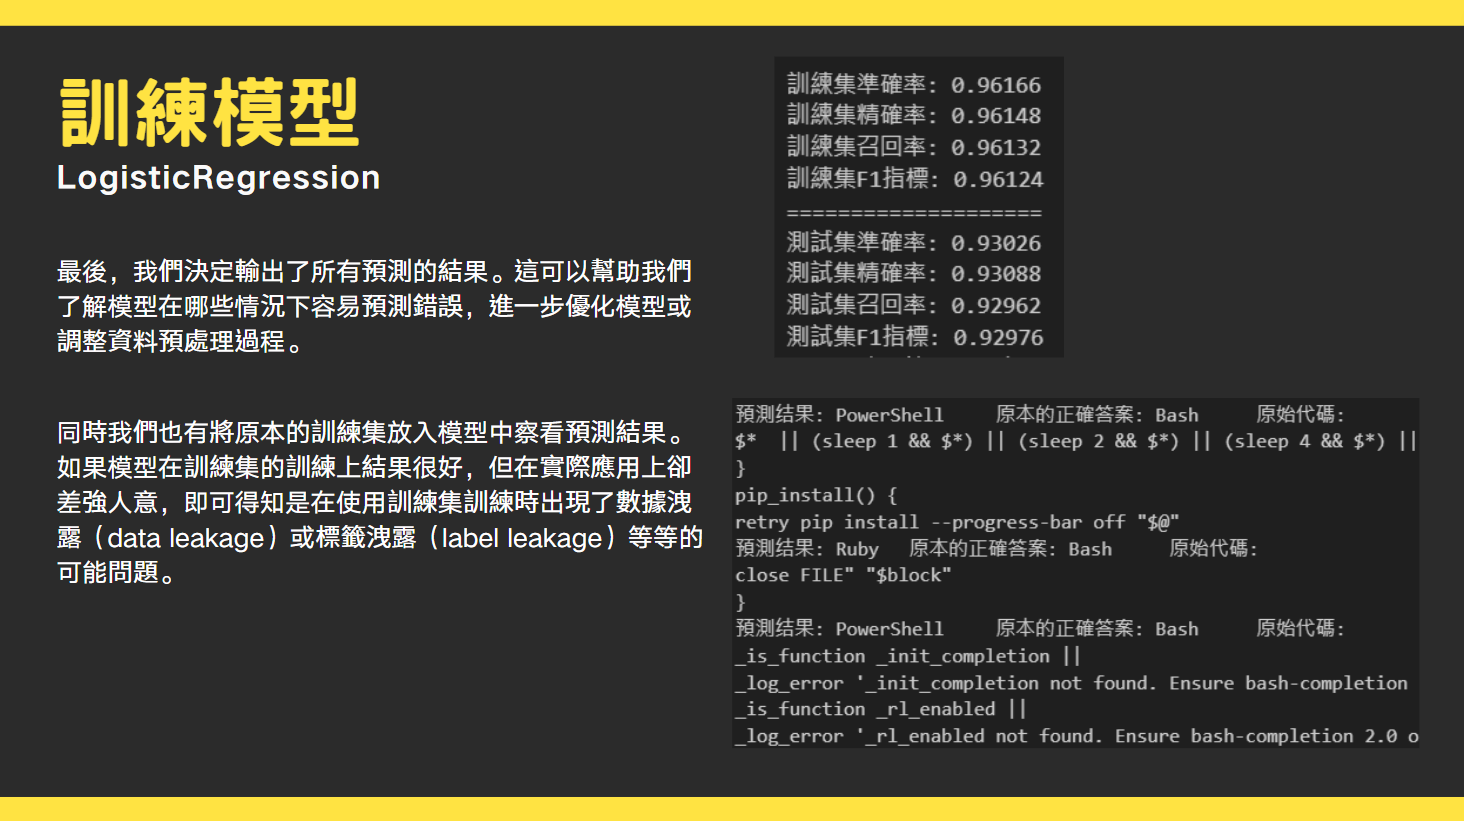 訓練模型
LogisticRegression
最後，我們決定輸出了所有預測的結果。這可以幫助我們
了解模型在哪些情況下容易預測錯誤，進一步優化模型或
調整資料預處理過程。
同時我們也有將原本的訓練集放入模型中察看預測結果。
如果模型在訓練集的訓練上結果很好，但在實際應用上卻
差強人意，即可得知是在使用訓練集訓練時出現了數據洩
露（data leakage）或標籤洩露（label leakage）等等的
可能問題。
訓練集準確率: 0.96166
訓練集精確率: 0.96148
訓練集召回率: 0.96132
訓練集F1指標: 0.96124
====================
測試集準確率: 0.93026
測試集精確率: 0.93088
測試集召回率: 0.92962
測試集F1指標: 0.92976
預測结果: PowerShell 原本的正確答案: Bash 原始代碼:
$* || (sleep 1 && $*) || (sleep 2 && $*) || (sleep 4 && $*) ||
}
pip_install() {
retry pip install --progress-bar off "$@"
預測结果: Ruby 原本的正確答案: Bash 原始代碼:
close FILE" "$block"
}
預測结果: PowerShell 原本的正確答案: Bash 原始代碼:
_is_function _init_completion ||
_log_error '_init_completion not found. Ensure bash-completion
_is_function _rl_enabled ||
_log_error '_rl_enabled not found. Ensure bash-completion 2.0 o